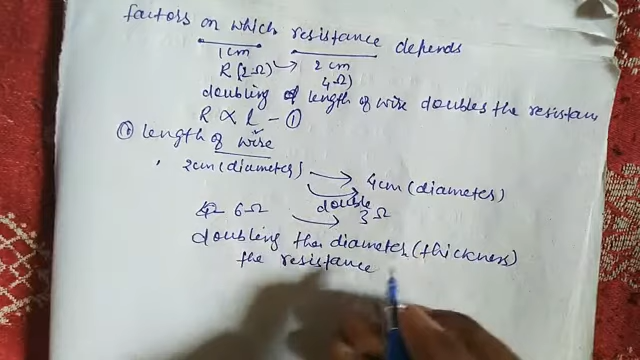 factors on which resistance depends
1cm
R(2Ω) → 2 cm
4Ω)
doubling of length of wire doubles the resistans
R ∝ L - ①
① length of wire
2cm (diameter) → 4cm (diameter)
double
6Ω → 3Ω
doubling the diameter (thickness)
the resistance